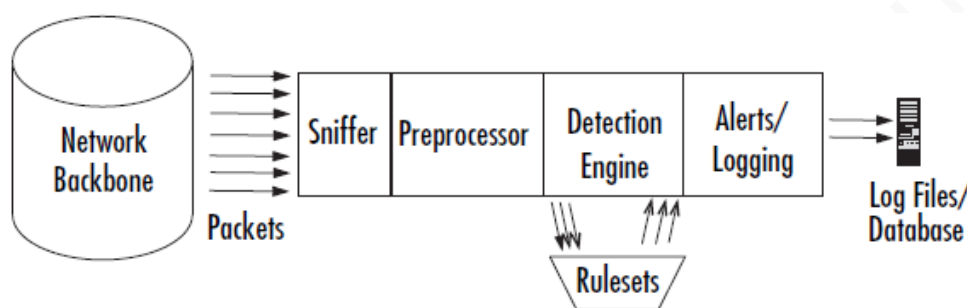 Network
Backbone
Packets
Sniffer
Preprocessor
Detection
Engine
Alerts/
Logging
Rulesets
Log Files/
Database